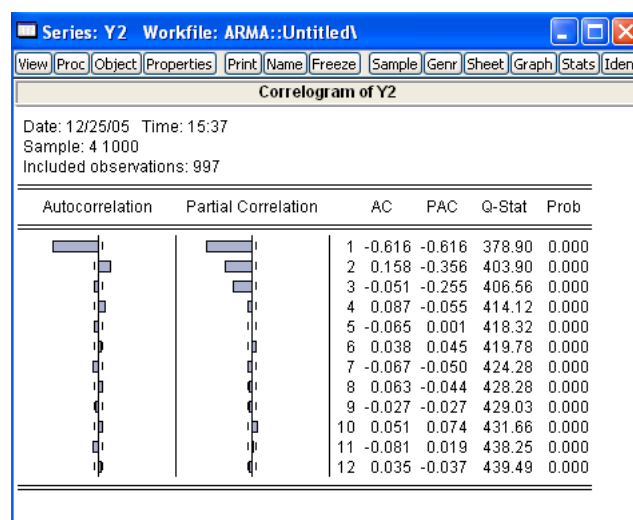 Series: Y2 Workfile: ARMA::Untitled\
View Proc Object Properties Print Name Freeze Sample Genr Sheet Graph Stats Iden
Correlogram of Y2
Date: 12/25/05 Time: 15:37
Sample: 4 1000
Included observations: 997
Autocorrelation Partial Correlation AC PAC Q-Stat Prob
1 -0.616 -0.616 378.90 0.000
2 0.158 -0.356 403.90 0.000
3 -0.051 -0.255 406.56 0.000
4 0.087 -0.055 414.12 0.000
5 -0.065 0.001 418.32 0.000
6 0.038 0.045 419.78 0.000
7 -0.067 -0.050 424.28 0.000
8 0.063 -0.044 428.28 0.000
9 -0.027 -0.027 429.03 0.000
10 0.051 0.074 431.66 0.000
11 -0.081 0.019 438.25 0.000
12 0.035 -0.037 439.49 0.000